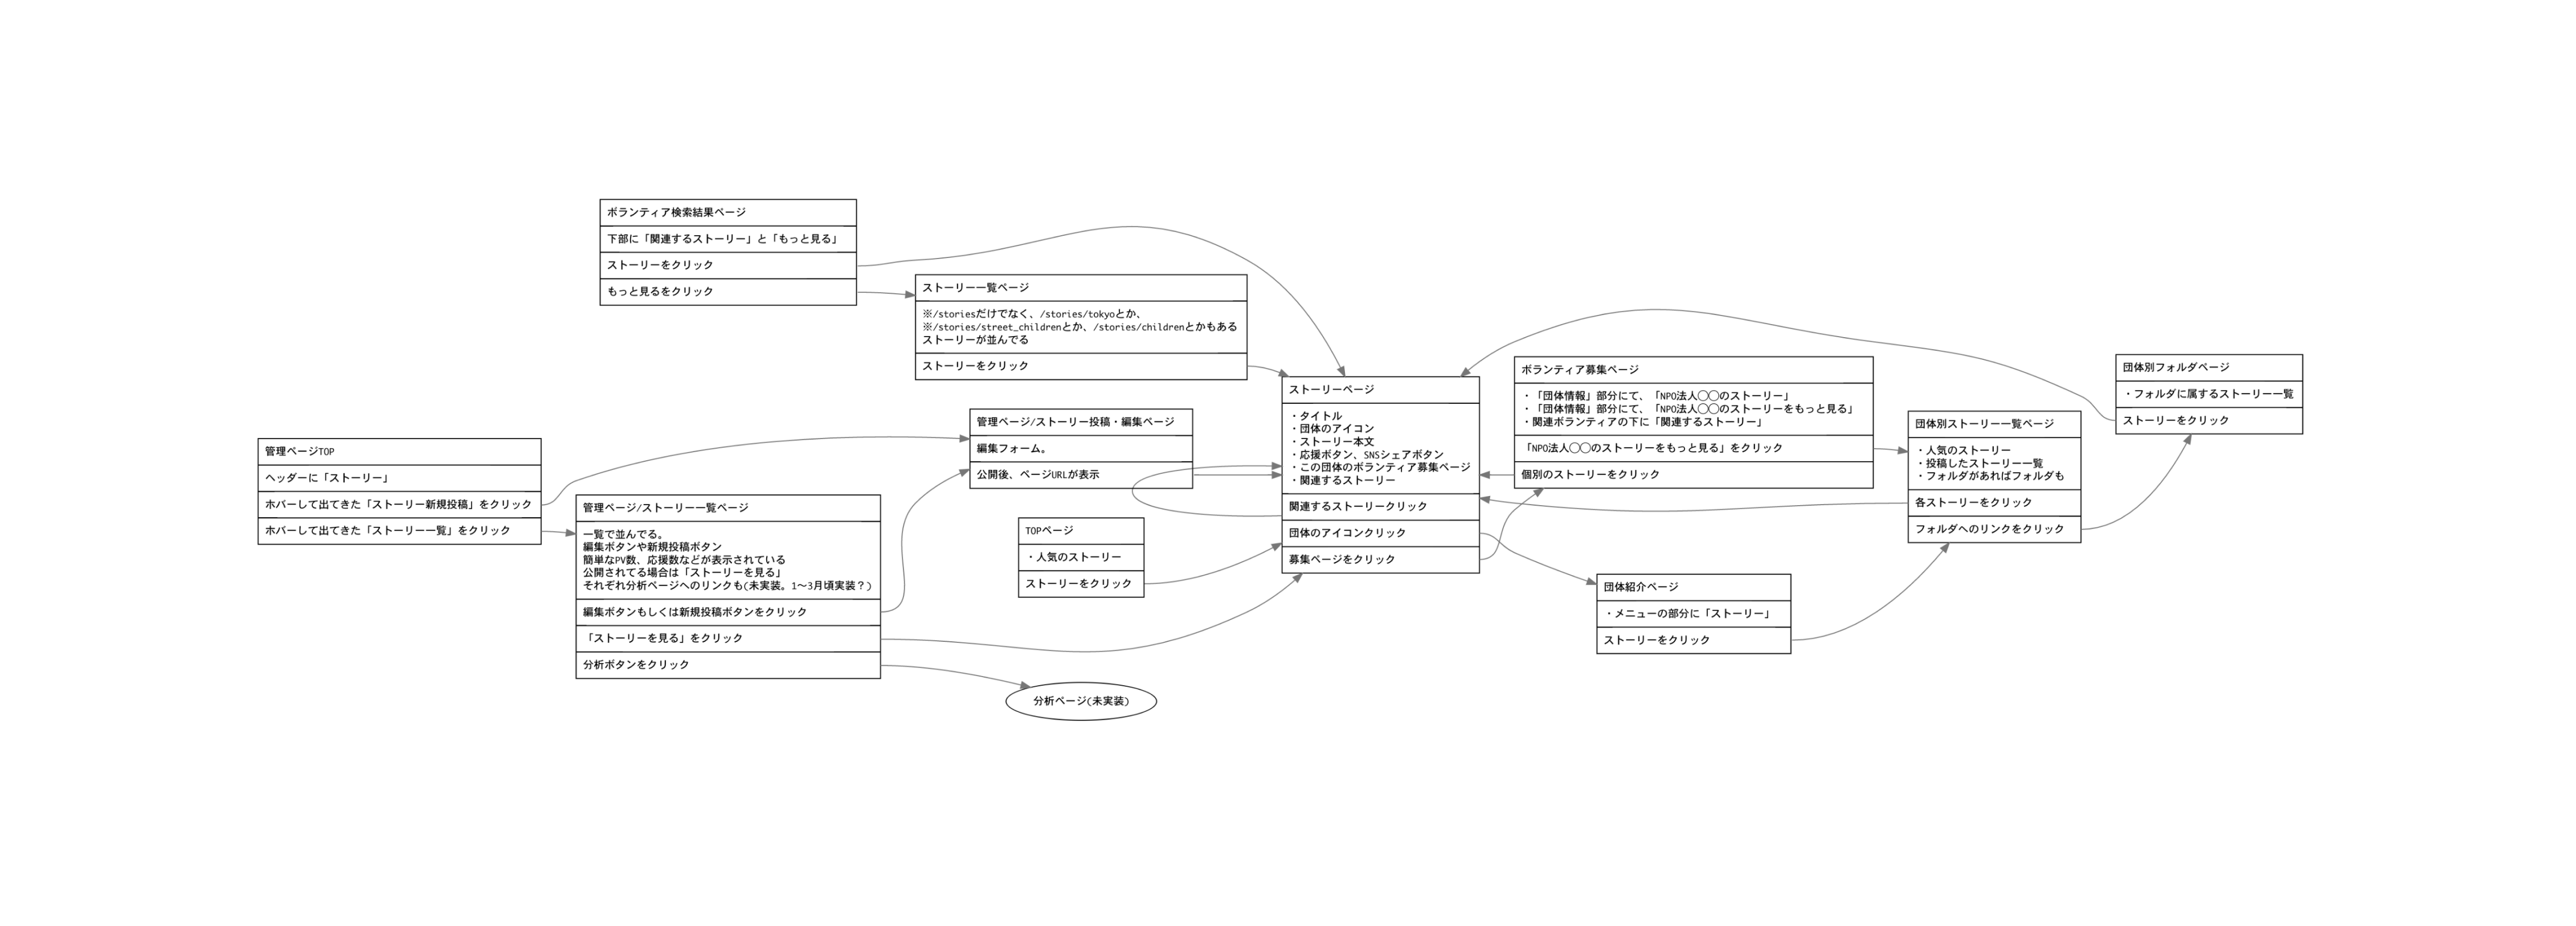 ボランティア検索結果ページ
下部に「関連するストーリー」と「もっと見る」
ストーリーをクリック
もっと見るをクリック
ストーリー一覧ページ
※/storiesだけでなく、/stories/tokyoとか、
※/stories/street_childrenとか、/stories/childrenとかもある
ストーリーが並んでる
ストーリーをクリック
管理ページTOP
ヘッダーに「ストーリー」
ホバーして出てきた「ストーリー新規投稿」をクリック
ホバーして出てきた「ストーリー一覧」をクリック
管理ページ/ストーリー一覧ページ
一覧で並んでる。
編集ボタンや新規投稿ボタン
簡単なPV数、応援数などが表示されている
公開されてる場合は「ストーリーを見る」
それぞれ分析ページへのリンクも(未実装。1〜3月頃実装？)
編集ボタンもしくは新規投稿ボタンをクリック
「ストーリーを見る」をクリック
分析ボタンをクリック
管理ページ/ストーリー投稿・編集ページ
編集フォーム。
公開後、ページURLが表示
TOPページ
・人気のストーリー
ストーリーをクリック
分析ページ(未実装)
ストーリーページ
・タイトル
・団体のアイコン
・ストーリー本文
・応援ボタン、SNSシェアボタン
・この団体のボランティア募集ページ
・関連するストーリー
関連するストーリークリック
団体のアイコンクリック
募集ページをクリック
ボランティア募集ページ
・「団体情報」部分にて、「NPO法人◯◯のストーリー」
・「団体情報」部分にて、「NPO法人◯◯のストーリーをもっと見る」
・関連ボランティアの下に「関連するストーリー」
「NPO法人◯◯のストーリーをもっと見る」をクリック
個別のストーリーをクリック
団体紹介ページ
・メニューの部分に「ストーリー」
ストーリーをクリック
団体別ストーリー一覧ページ
・人気のストーリー
・投稿したストーリー一覧
・フォルダがあればフォルダも
各ストーリーをクリック
フォルダへのリンクをクリック
団体別フォルダページ
・フォルダに属するストーリー一覧
ストーリーをクリック